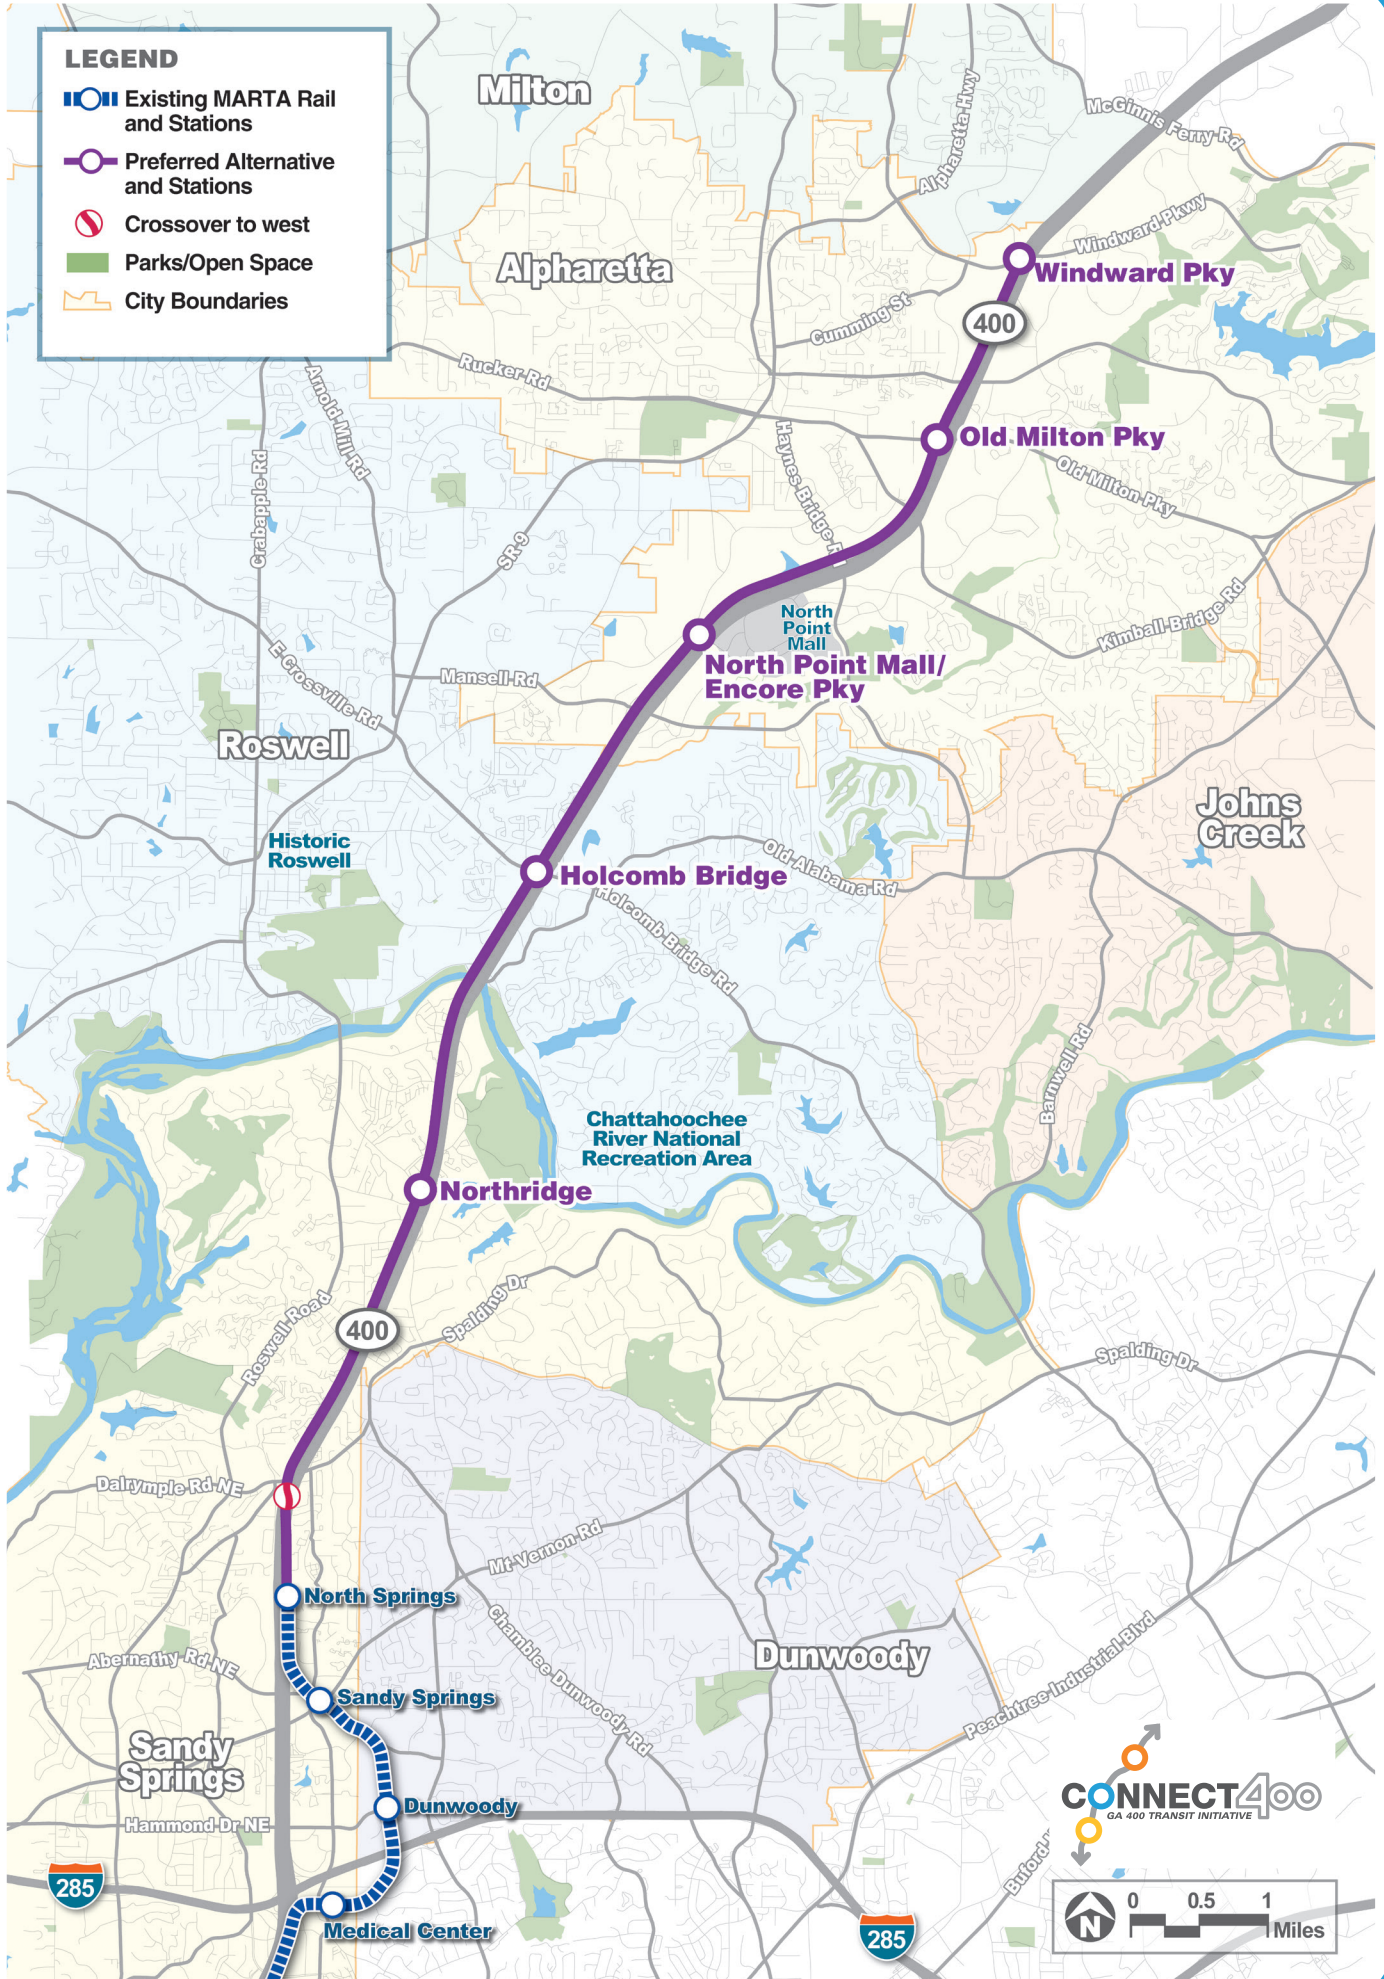 LEGEND
Existing MARTA Rail
and Stations
Preferred Alternative
and Stations
Crossover to west
Parks/Open Space
City Boundaries
Milton
Alpharetta Hwy
McGinnis Ferry Rd
Windward Pkwy
Alpharetta
Windward Pky
400
Cumming St
Rucker Rd
Arnold Mill Rd
Crabapple Rd
Haynes Bridge Rd
Old Milton Pky
Old Milton Pky
SR 9
North
Point
Mall
Kimball Bridge Rd
North Point Mall/
Encore Pky
Mansell Rd
E Crossville Rd
Roswell
Johns
Creek
Historic
Roswell
Old Alabama Rd
Holcomb Bridge
Holcomb Bridge Rd
Barnwell Rd
Chattahoochee
River National
Recreation Area
Northridge
Roswell Road
400
Spalding Dr
Spalding Dr
Dalrymple Rd NE
Mt Vernon Rd
North Springs
Chamblee Dunwoody Rd
Abernathy Rd NE
Dunwoody
Peachtree Industrial Blvd
Sandy Springs
Sandy
Springs
Dunwoody
Hammond Dr NE
CONNECT400
GA 400 TRANSIT INITIATIVE
285
Medical Center
285
Buford
N
0 0.5 1
Miles